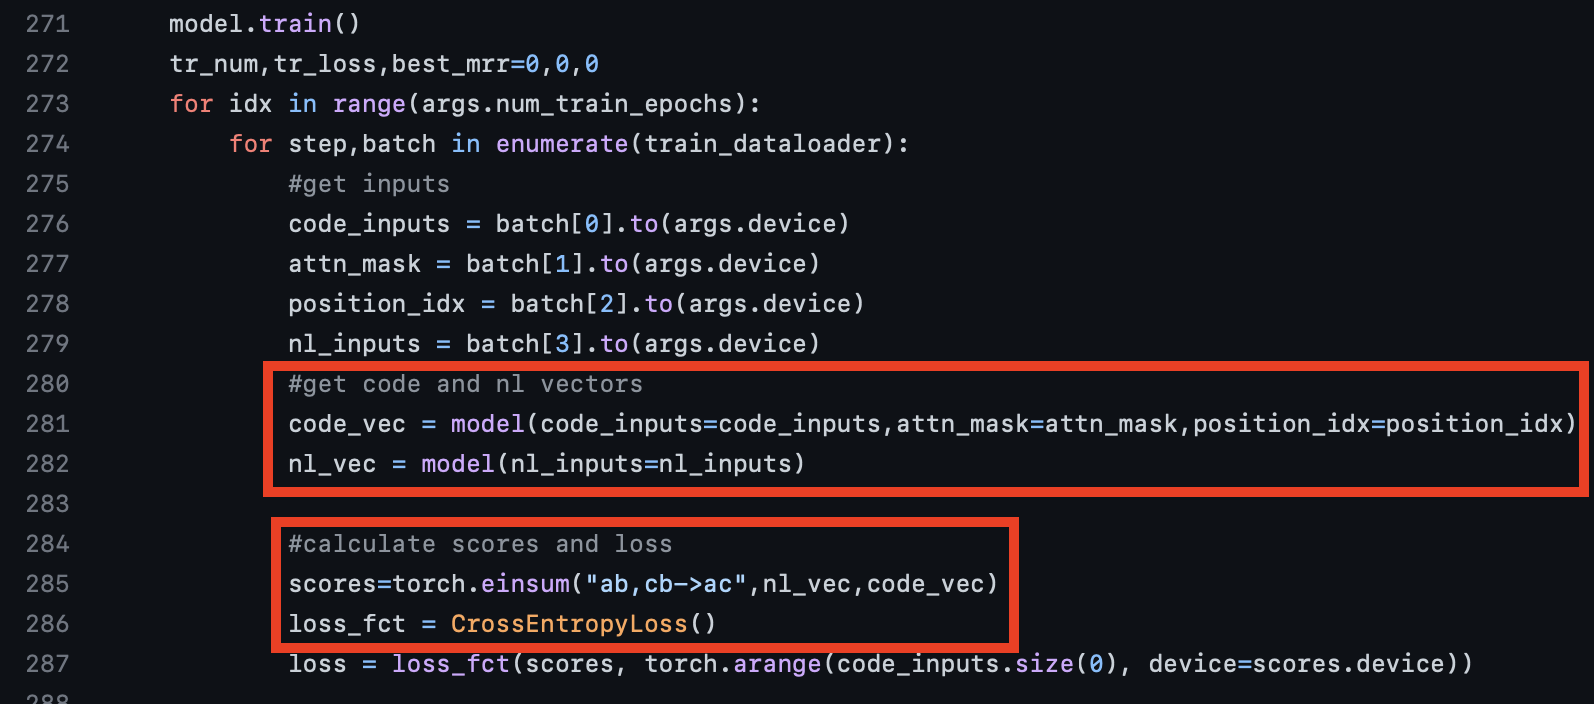 271 model.train()
272 tr_num,tr_loss,best_mrr=0,0,0
273 for idx in range(args.num_train_epochs):
274 for step,batch in enumerate(train_dataloader):
275 #get inputs
276 code_inputs = batch[0].to(args.device)
277 attn_mask = batch[1].to(args.device)
278 position_idx = batch[2].to(args.device)
279 nl_inputs = batch[3].to(args.device)
280 #get code and nl vectors
281 code_vec = model(code_inputs=code_inputs,attn_mask=attn_mask,position_idx=position_idx)
282 nl_vec = model(nl_inputs=nl_inputs)
283
284 #calculate scores and loss
285 scores=torch.einsum("ab,cb->ac",nl_vec,code_vec)
286 loss_fct = CrossEntropyLoss()
287 loss = loss_fct(scores, torch.arange(code_inputs.size(0), device=scores.device))
288